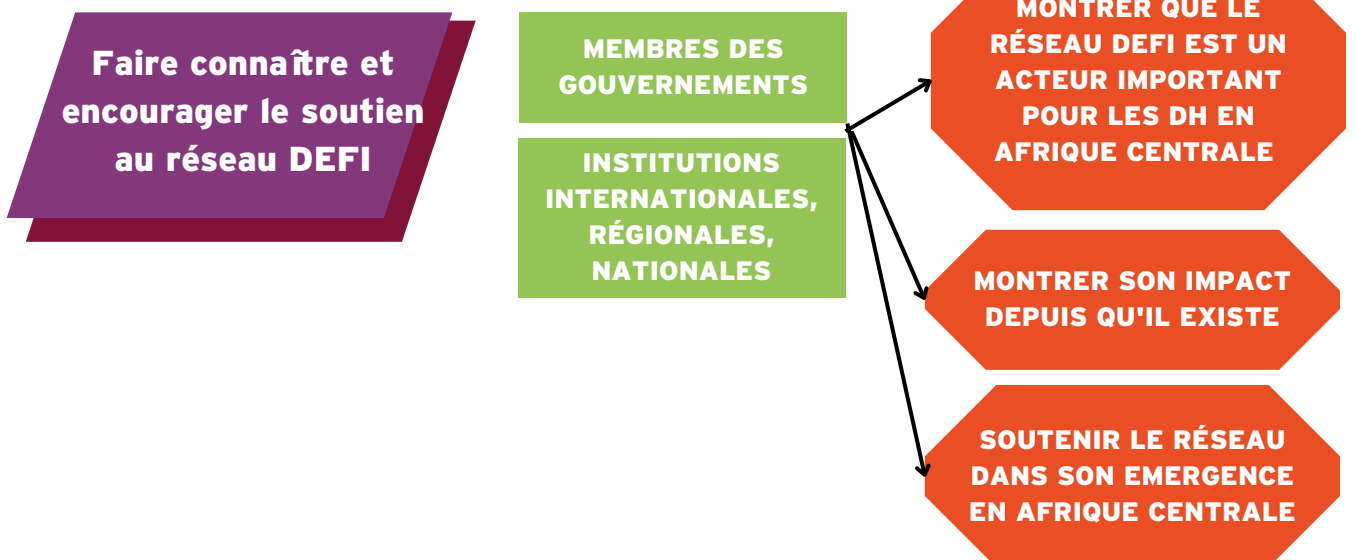 Faire connaître et
encourager le soutien
au réseau DEFI
MEMBRES DES
GOUVERNEMENTS
INSTITUTIONS
INTERNATIONALES,
RÉGIONALES,
NATIONALES
MONTRER QUE LE
RÉSEAU DEFI EST UN
ACTEUR IMPORTANT
POUR LES DH EN
AFRIQUE CENTRALE
MONTRER SON IMPACT
DEPUIS QU'IL EXISTE
SOUTENIR LE RÉSEAU
DANS SON EMERGENCE
EN AFRIQUE CENTRALE